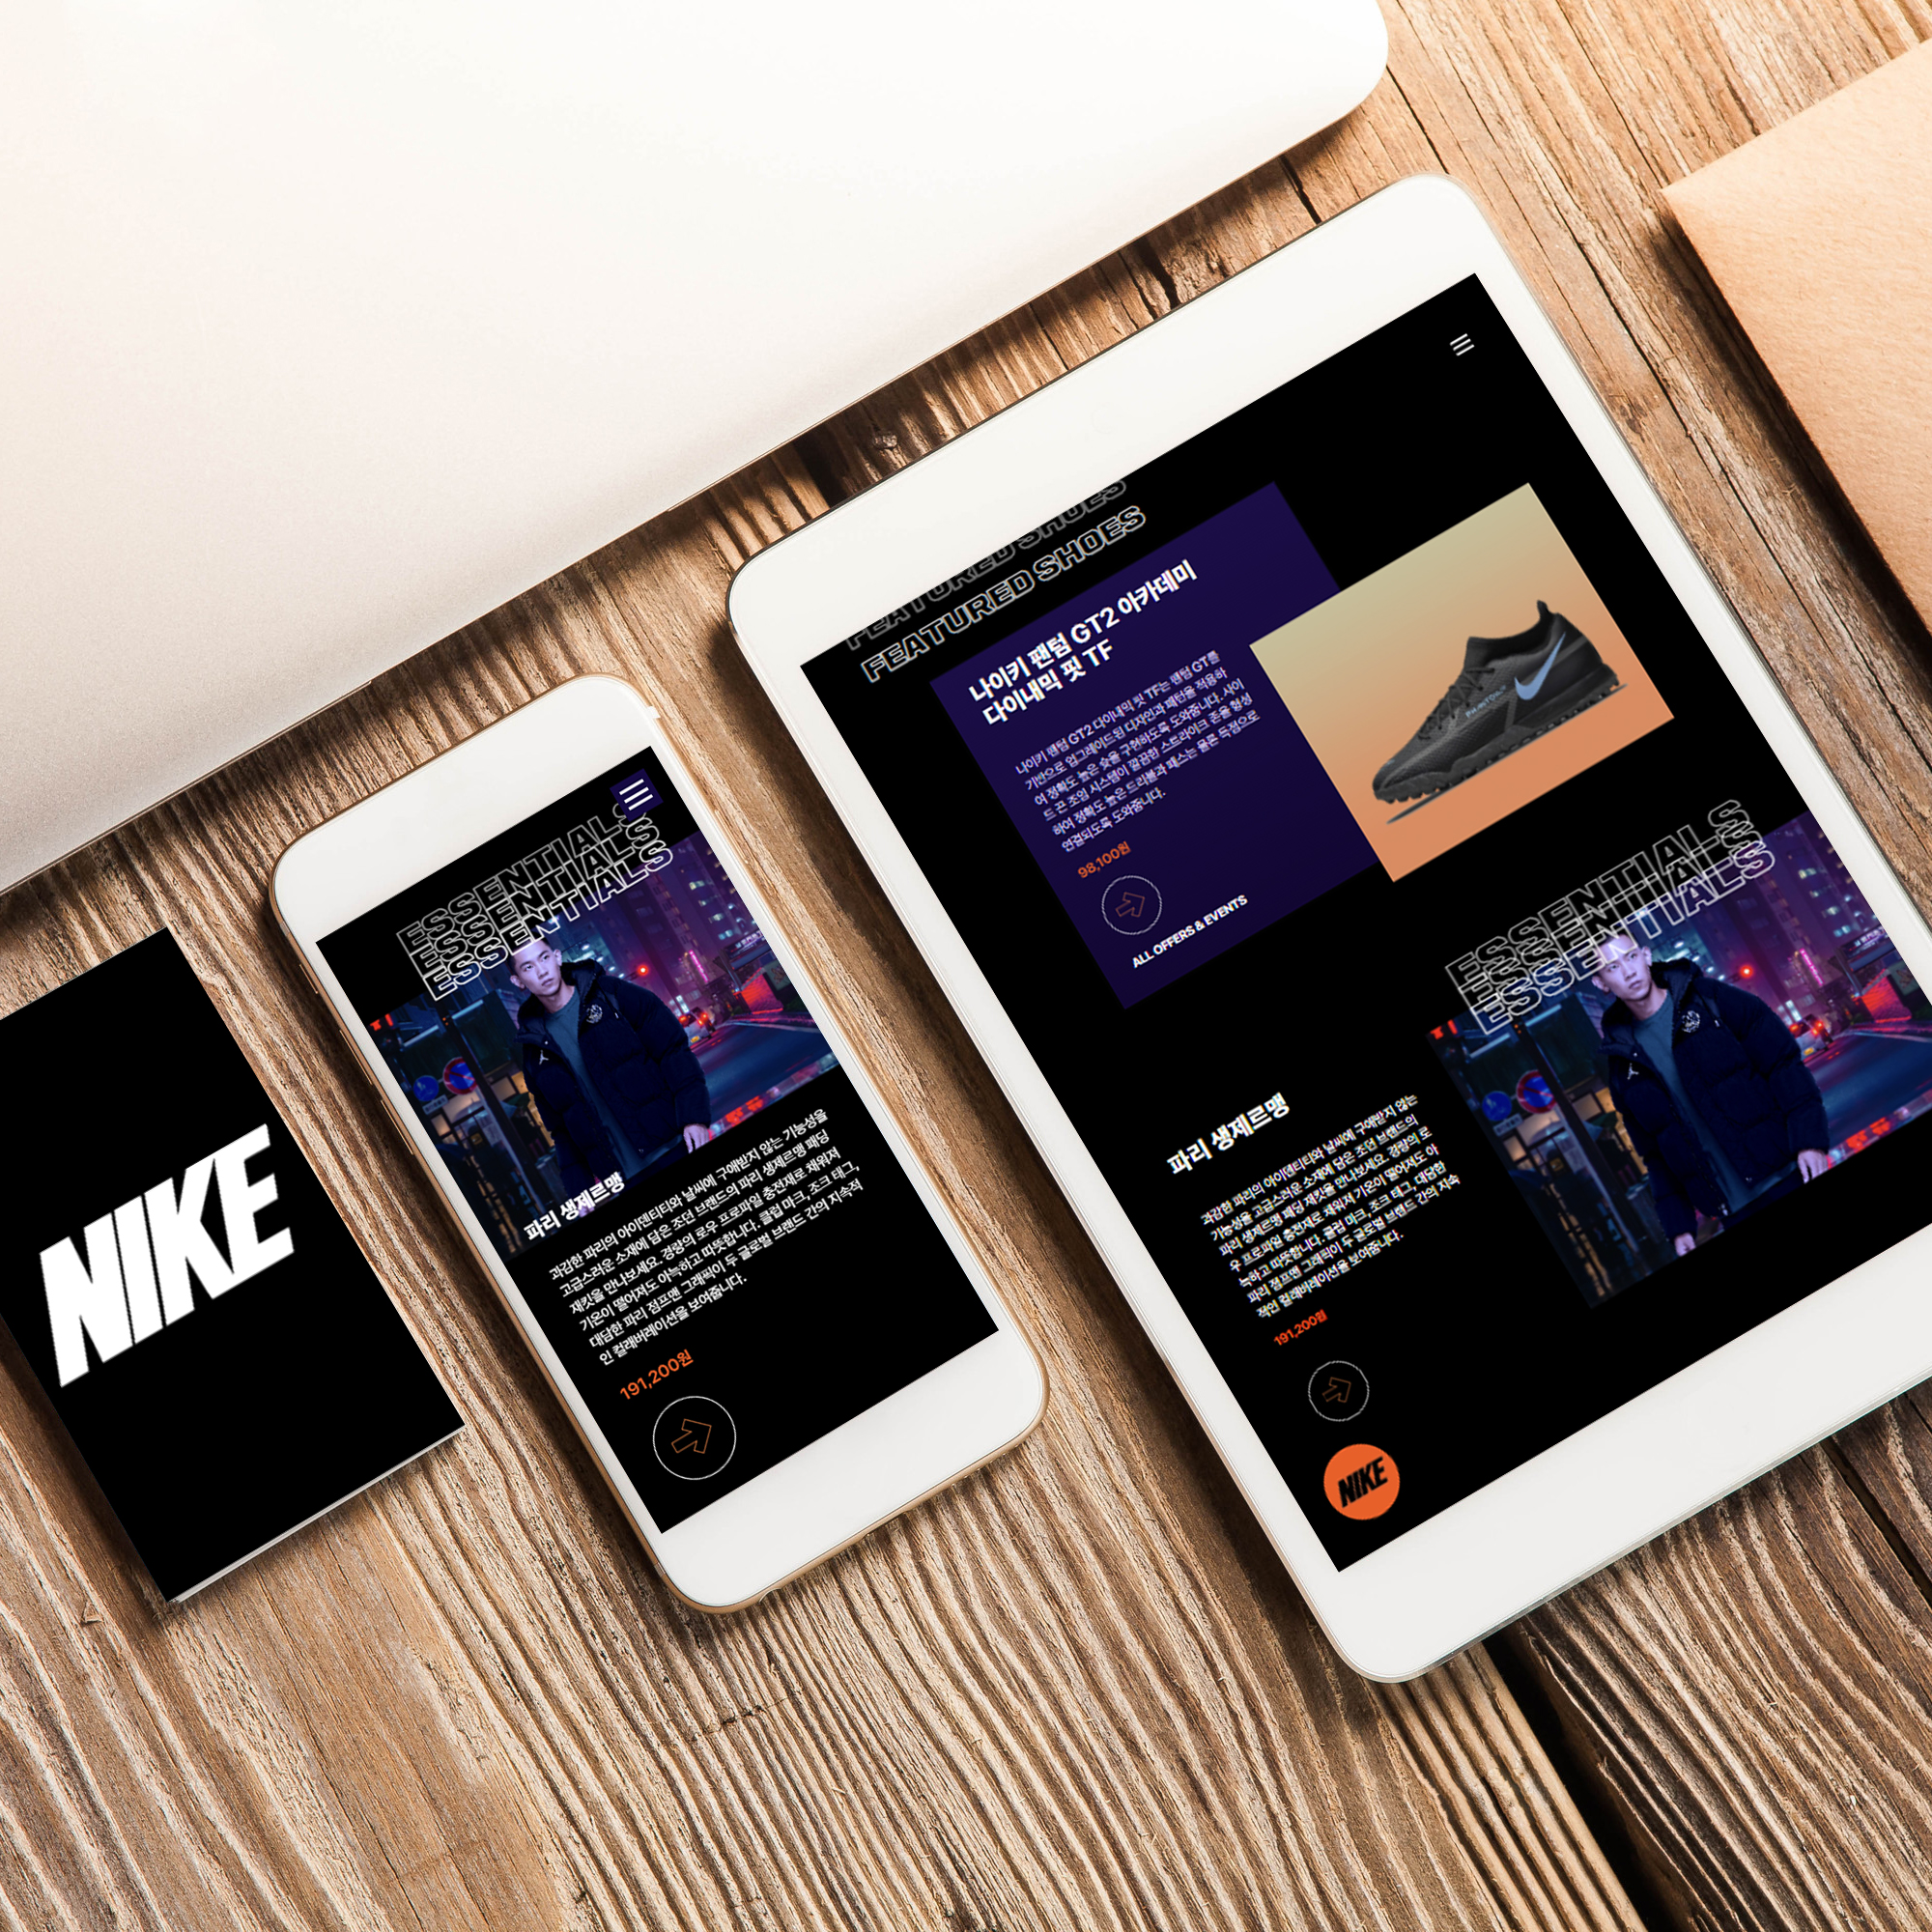 NIKE
ESSENTIALS
ESSENTIALS
ESSENTIALS
파리 생제르맹
과감한 파리의 아이덴티티와 날씨에 구애받지 않는 기능성을
고급스러운 소재에 담은 조던 브랜드의 파리 생제르맹 패딩
재킷을 만나보세요. 경량의 로우 프로파일 충전재로 채워져
기온이 떨어져도 아늑하고 따뜻합니다. 클럽 마크, 조크 태그,
대담한 파리 점프맨 그래픽이 두 글로벌 브랜드 간의 지속적
인 컬래버레이션을 보여줍니다.
191,200원
FEATURED SHOES
FEATURED SHOES
나이키 팬텀 GT2 아카데미
다이내믹 핏 TF
나이키 팬텀 GT2 다이내믹 핏 TF는 팬텀 GT를
기반으로 업그레이드된 디자인과 패턴을 적용하
여 정확도 높은 슛을 구현하도록 도와줍니다. 사이
드 끈 조임 시스템이 깔끔한 스트라이크 존을 형성
하여 정확도 높은 드리블과 패스는 물론 득점으로
연결되도록 도와줍니다.
98,100원
ALL OFFERS & EVENTS
PHANTOM
ESSENTIALS
ESSENTIALS
ESSENTIALS
파리 생제르맹
과감한 파리의 아이덴티티와 날씨에 구애받지 않는
기능성을 고급스러운 소재에 담은 조던 브랜드의
파리 생제르맹 패딩 재킷을 만나보세요. 경량의 로
우 프로파일 충전재로 채워져 기온이 떨어져도 아
늑하고 따뜻합니다. 클럽 마크, 조크 태그, 대담한
파리 점프맨 그래픽이 두 글로벌 브랜드 간의 지속
적인 컬래버레이션을 보여줍니다.
191,200원
NIKE